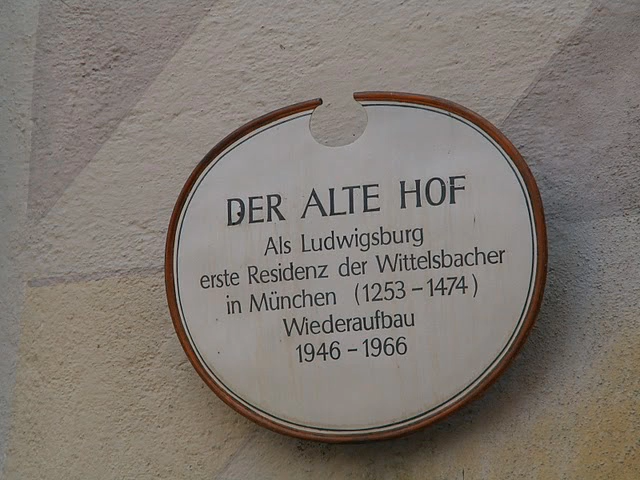 DER ALTE HOF
Als Ludwigsburg
erste Residenz der Wittelsbacher
in München (1253 – 1474)
Wiederaufbau
1946 – 1966